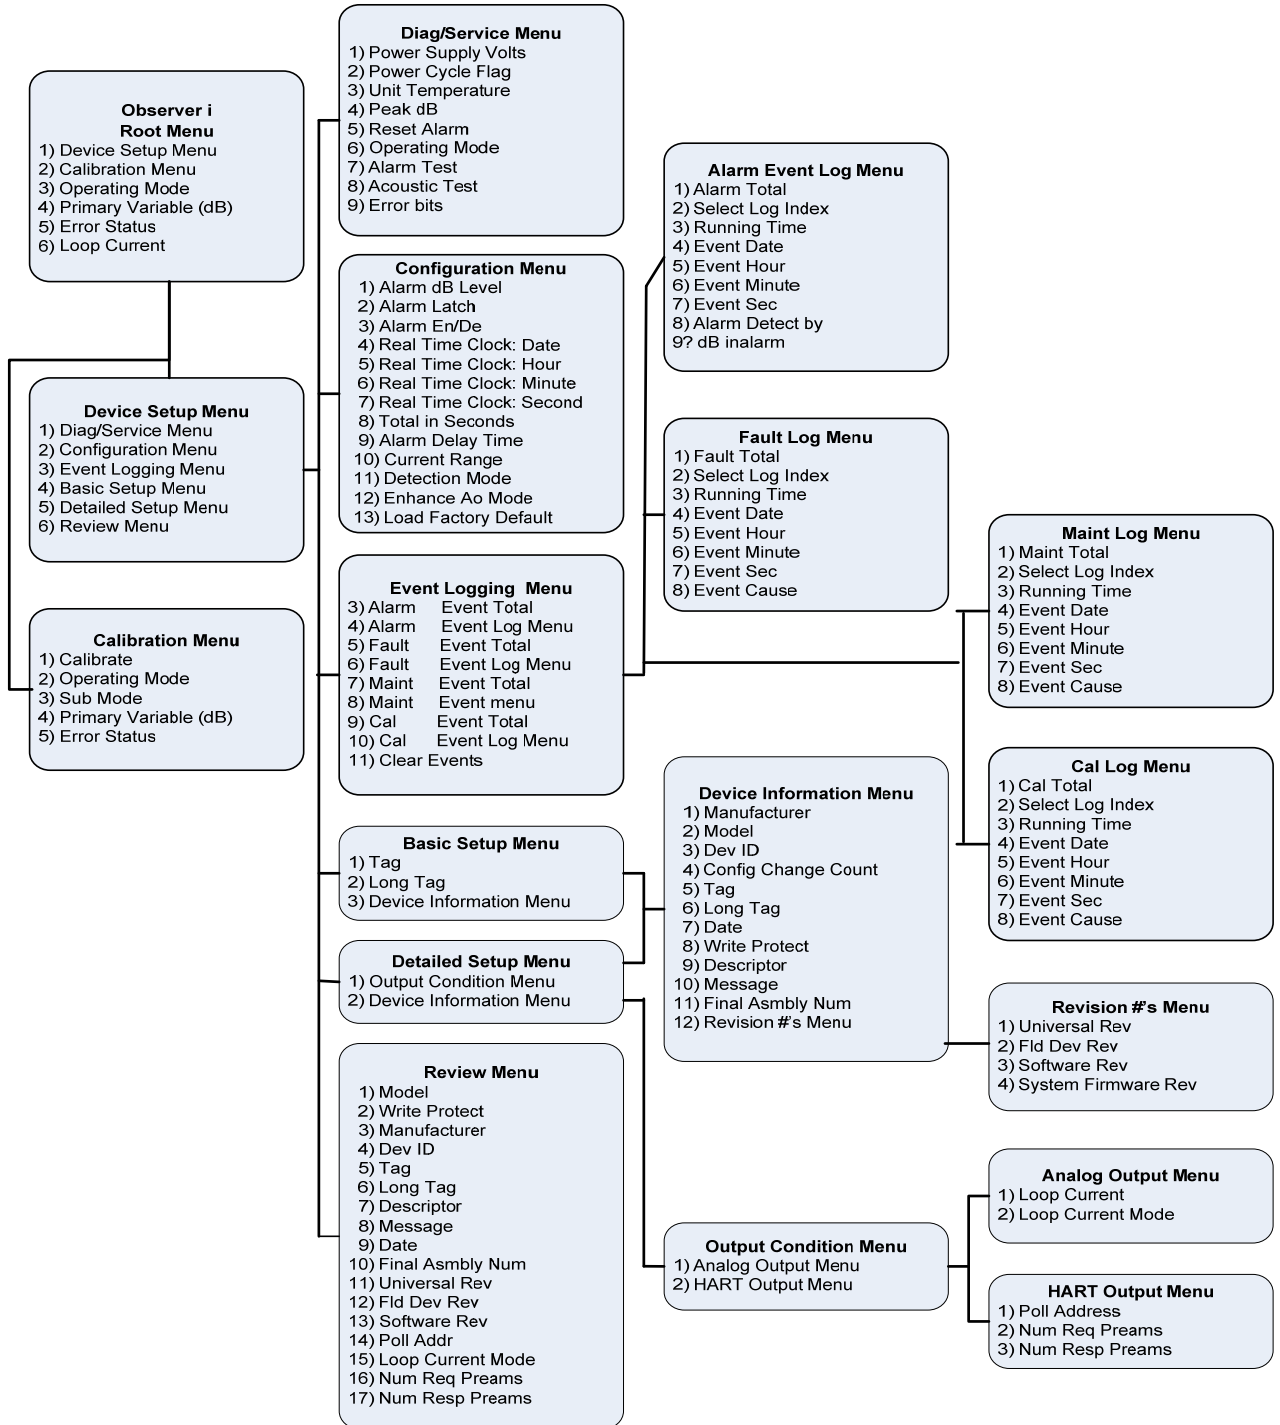 Observer i
Root Menu
1) Device Setup Menu
2) Calibration Menu
3) Operating Mode
4) Primary Variable (dB)
5) Error Status
6) Loop Current
Device Setup Menu
1) Diag/Service Menu
2) Configuration Menu
3) Event Logging Menu
4) Basic Setup Menu
5) Detailed Setup Menu
6) Review Menu
Calibration Menu
1) Calibrate
2) Operating Mode
3) Sub Mode
4) Primary Variable (dB)
5) Error Status
Diag/Service Menu
1) Power Supply Volts
2) Power Cycle Flag
3) Unit Temperature
4) Peak dB
5) Reset Alarm
6) Operating Mode
7) Alarm Test
8) Acoustic Test
9) Error bits
Configuration Menu
1) Alarm dB Level
2) Alarm Latch
3) Alarm En/De
4) Real Time Clock: Date
5) Real Time Clock: Hour
6) Real Time Clock: Minute
7) Real Time Clock: Second
8) Total in Seconds
9) Alarm Delay Time
10) Current Range
11) Detection Mode
12) Enhance Ao Mode
13) Load Factory Default
Event Logging Menu
3) Alarm Event Total
4) Alarm Event Log Menu
5) Fault Event Total
6) Fault Event Log Menu
7) Maint Event Total
8) Maint Event menu
9) Cal Event Total
10) Cal Event Log Menu
11) Clear Events
Basic Setup Menu
1) Tag
2) Long Tag
3) Device Information Menu
Detailed Setup Menu
1) Output Condition Menu
2) Device Information Menu
Review Menu
1) Model
2) Write Protect
3) Manufacturer
4) Dev ID
5) Tag
6) Long Tag
7) Descriptor
8) Message
9) Date
10) Final Asmbly Num
11) Universal Rev
12) Fld Dev Rev
13) Software Rev
14) Poll Addr
15) Loop Current Mode
16) Num Req Preams
17) Num Resp Preams
Alarm Event Log Menu
1) Alarm Total
2) Select Log Index
3) Running Time
4) Event Date
5) Event Hour
6) Event Minute
7) Event Sec
8) Alarm Detect by
9? dB inalarm
Fault Log Menu
1) Fault Total
2) Select Log Index
3) Running Time
4) Event Date
5) Event Hour
6) Event Minute
7) Event Sec
8) Event Cause
Device Information Menu
1) Manufacturer
2) Model
3) Dev ID
4) Config Change Count
5) Tag
6) Long Tag
7) Date
8) Write Protect
9) Descriptor
10) Message
11) Final Asmbly Num
12) Revision #'s Menu
Output Condition Menu
1) Analog Output Menu
2) HART Output Menu
Maint Log Menu
1) Maint Total
2) Select Log Index
3) Running Time
4) Event Date
5) Event Hour
6) Event Minute
7) Event Sec
8) Event Cause
Cal Log Menu
1) Cal Total
2) Select Log Index
3) Running Time
4) Event Date
5) Event Hour
6) Event Minute
7) Event Sec
8) Event Cause
Revision #'s Menu
1) Universal Rev
2) Fld Dev Rev
3) Software Rev
4) System Firmware Rev
Analog Output Menu
1) Loop Current
2) Loop Current Mode
HART Output Menu
1) Poll Address
2) Num Req Preams
3) Num Resp Preams